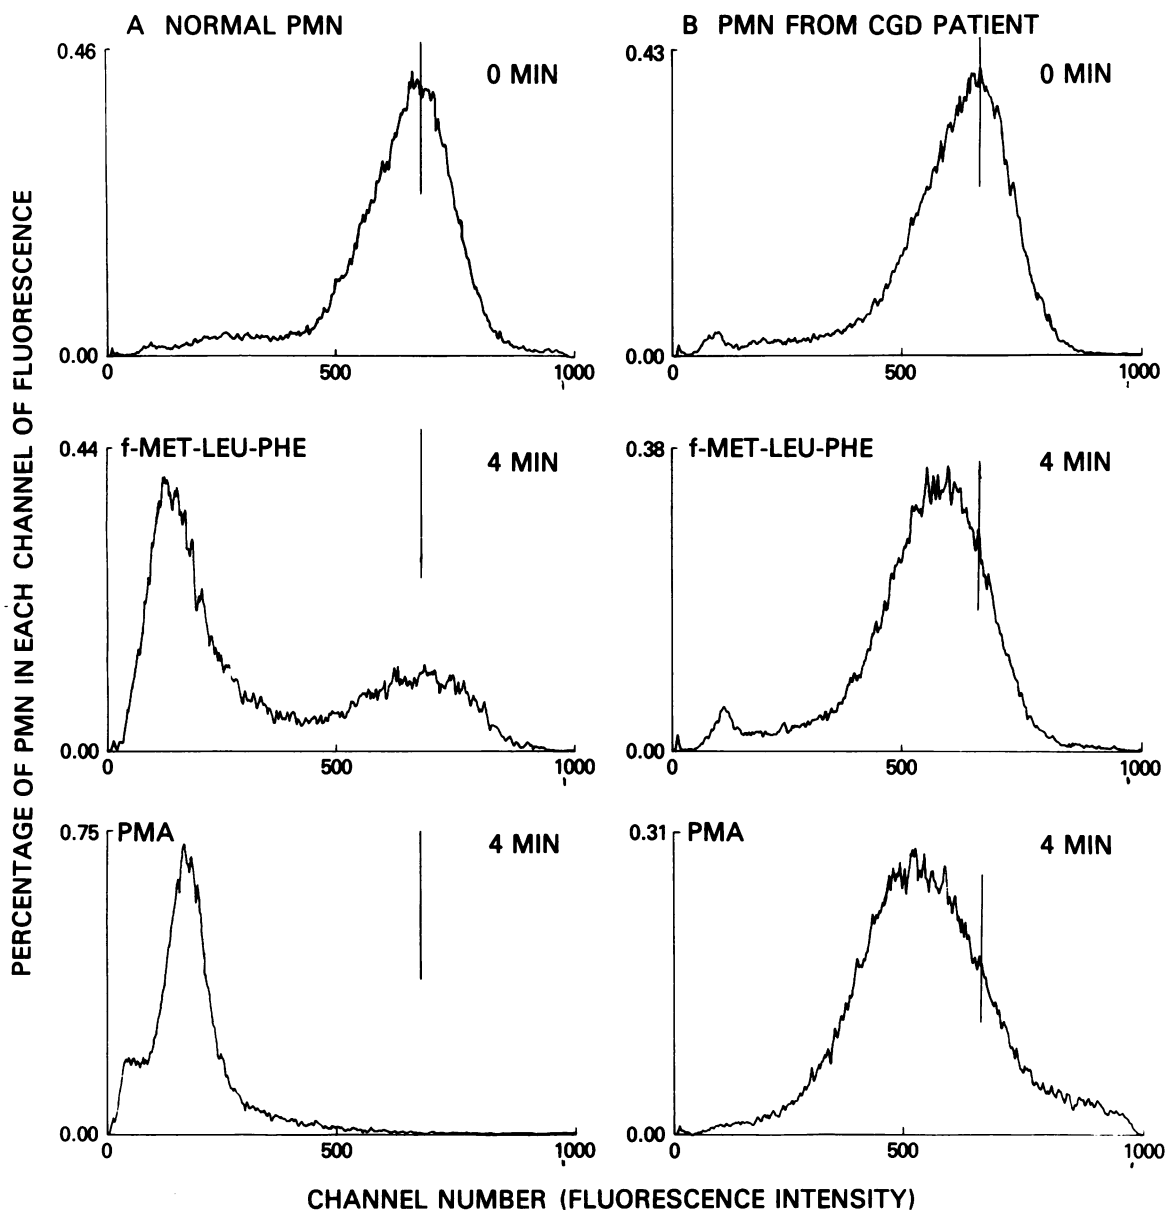 A NORMAL PMN
B PMN FROM CGD PATIENT
0.46
0 MIN
0.00
0 500 1000
0.43
0 MIN
0.00
0 500 1000
0.44
f-MET-LEU-PHE
4 MIN
0.00
0 500 1000
0.38
f-MET-LEU-PHE
4 MIN
0.00
0 500 1000
0.75
PMA
4 MIN
0.00
0 500 1000
0.31
PMA
4 MIN
0.00
0 500 1000
PERCENTAGE OF PMN IN EACH CHANNEL OF FLUORESCENCE
CHANNEL NUMBER (FLUORESCENCE INTENSITY)